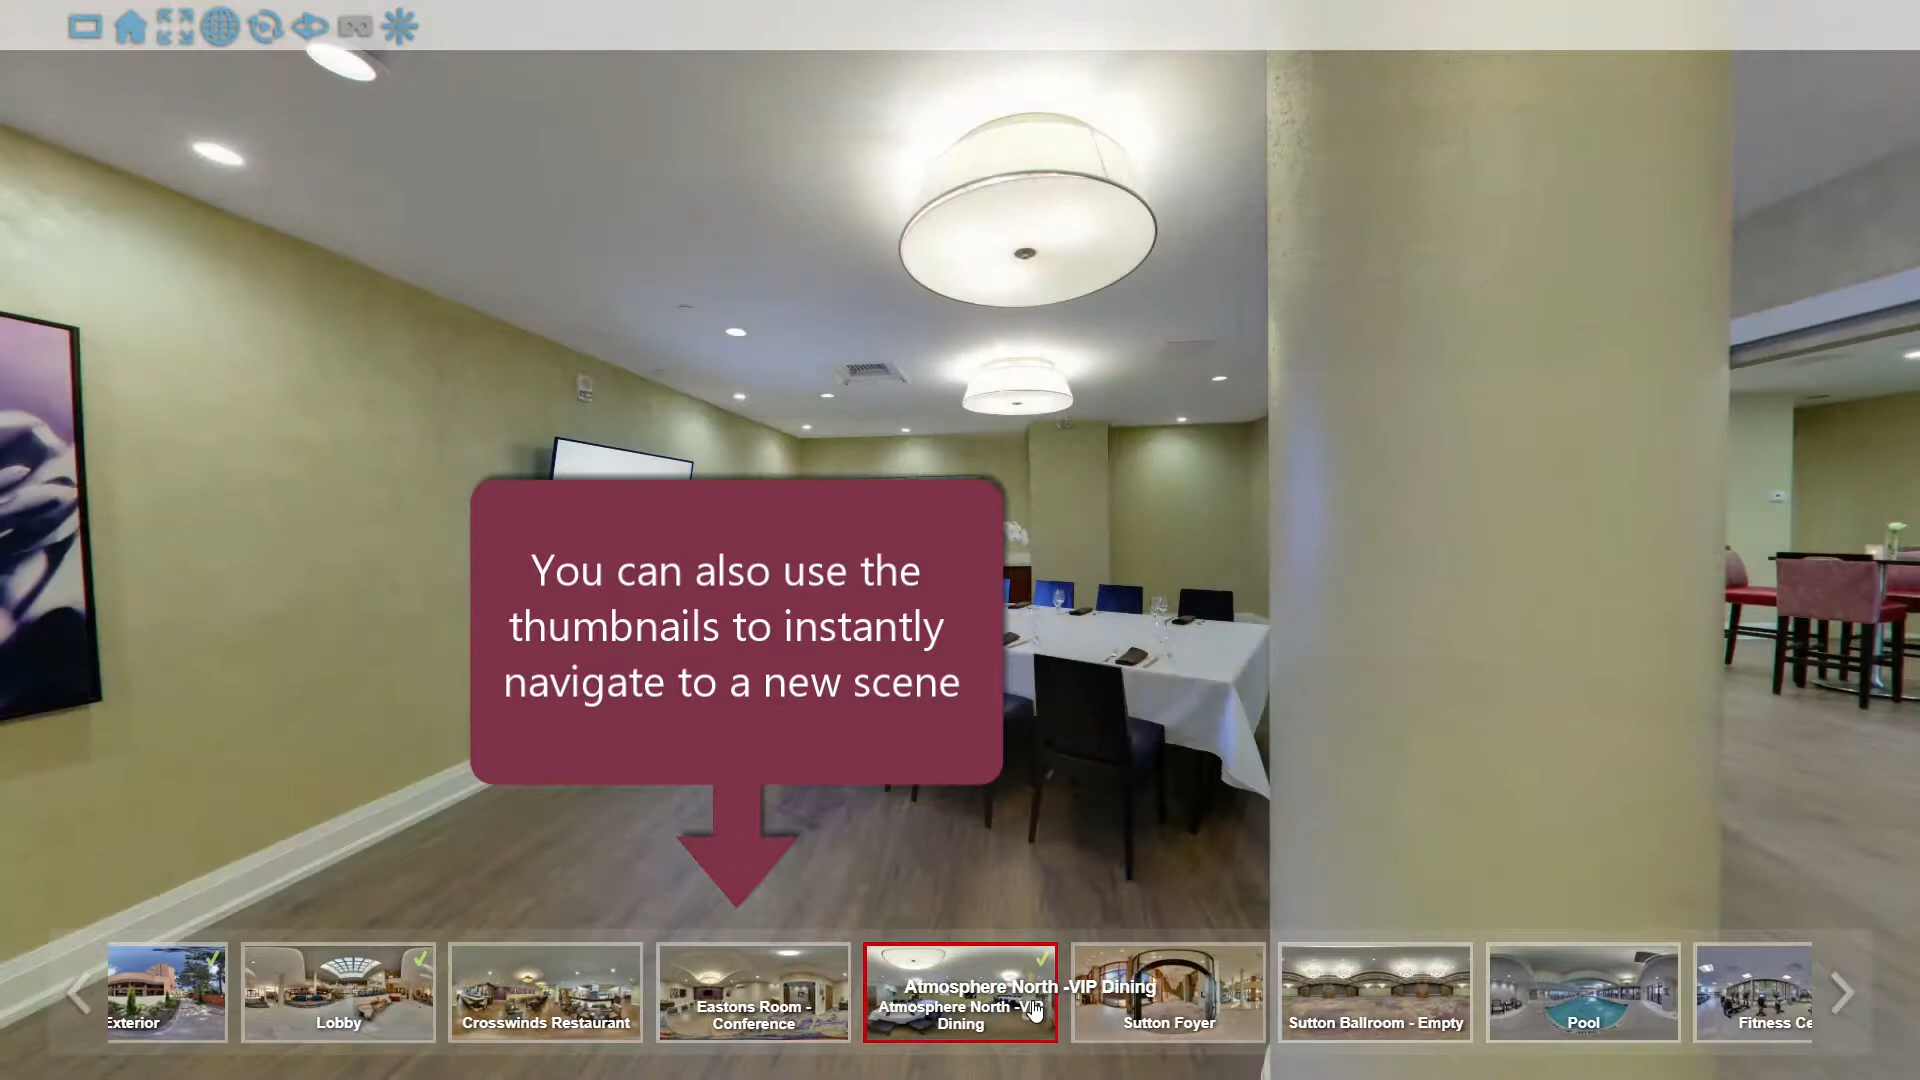 You can also use the
thumbnails to instantly
navigate to a new scene
Exterior
Lobby
Crosswinds Restaurant
Eastons Room -
Conference
Atmosphere North -VIP Dining
Atmosphere North -VIP
Dining
Sutton Foyer
Sutton Ballroom - Empty
Pool
Fitness Ce